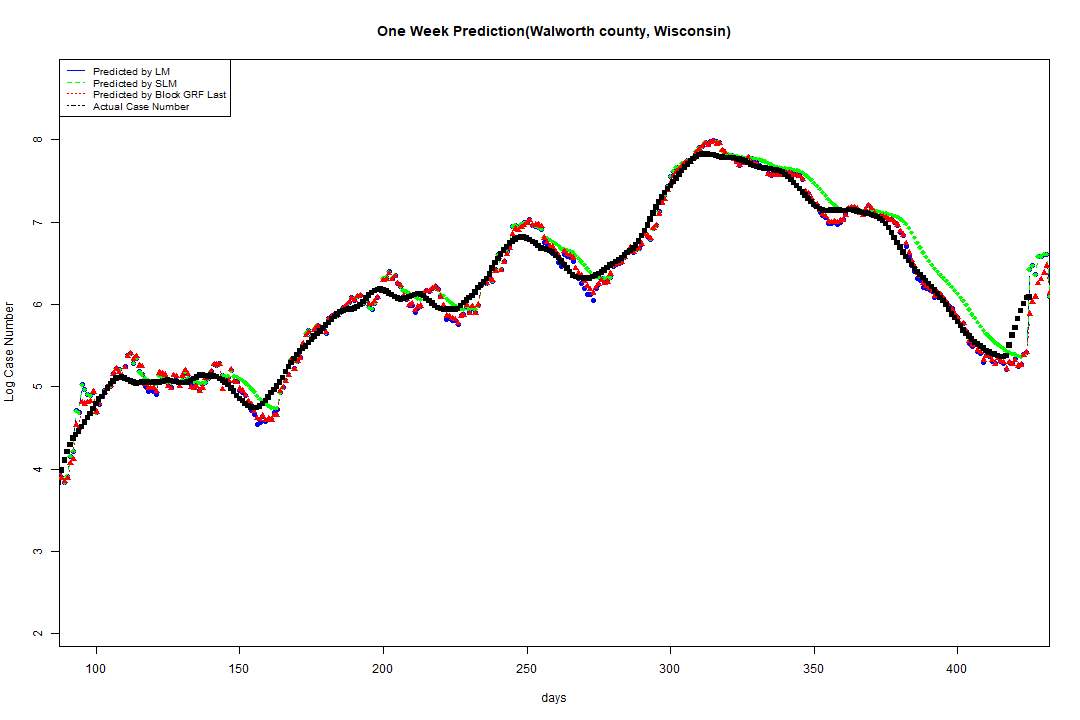 One Week Prediction(Walworth county, Wisconsin)
Predicted by LM
Predicted by SLM
Predicted by Block GRF Last
Actual Case Number
Log Case Number
8
7
6
5
4
3
2
100 150 200 250 300 350 400
days